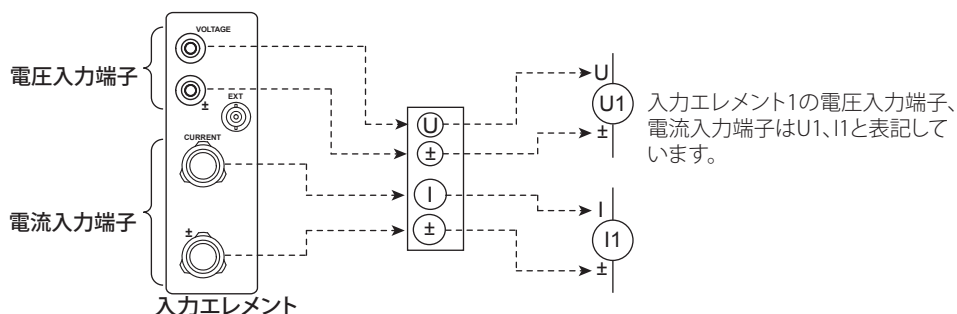 電圧入力端子
VOLTAGE
±
EXT
CURRENT
電流入力端子
±
入力エレメント
U
±
I
±
U
U1
±
I
I1
±
入力エレメント1の電圧入力端子、
電流入力端子はU1、I1と表記して
います。